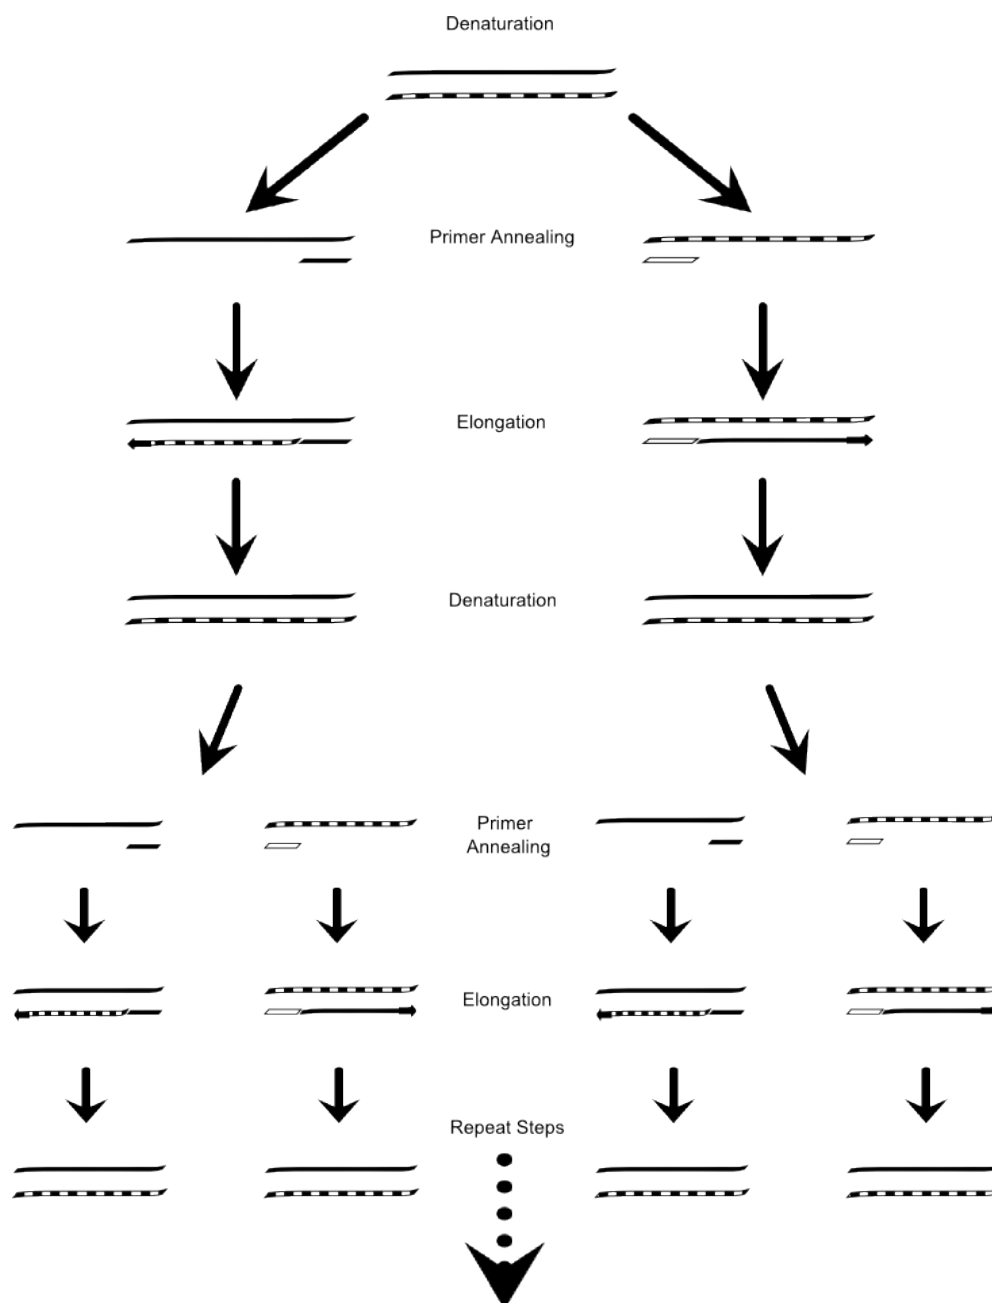 Denaturation
Primer Annealing
Elongation
Denaturation
Primer
Annealing
Elongation
Repeat Steps